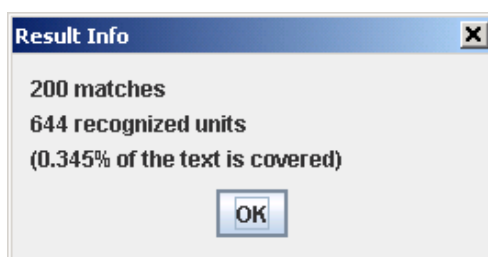 Result Info
200 matches
644 recognized units
(0.345% of the text is covered)
OK